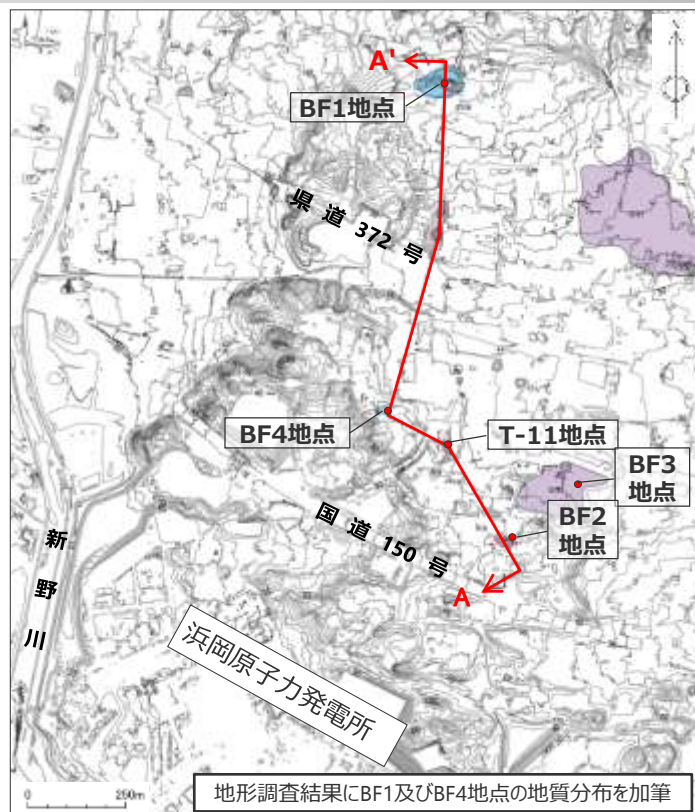 N
A'
BF1地点
県道 372 号
BF4地点
T-11地点
BF3
地点
BF2
地点
国道 150 号
A
新野川
浜岡原子力発電所
0 250m
地形調査結果にBF1及びBF4地点の地質分布を加筆